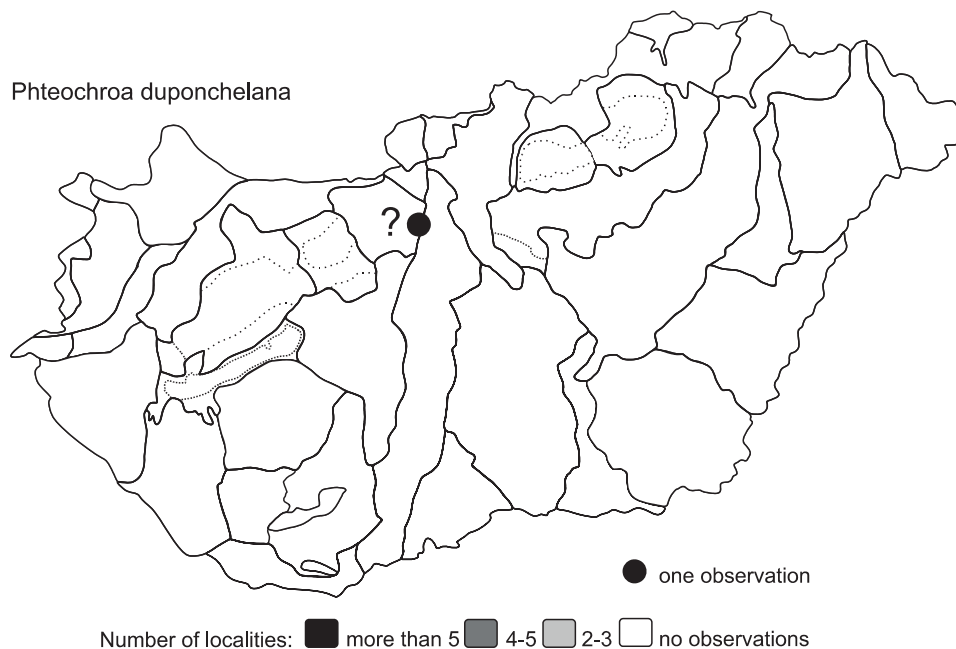 Phteochroa duponchelana
?
one observation
Number of localities: more than 5 4-5 2-3 no observations